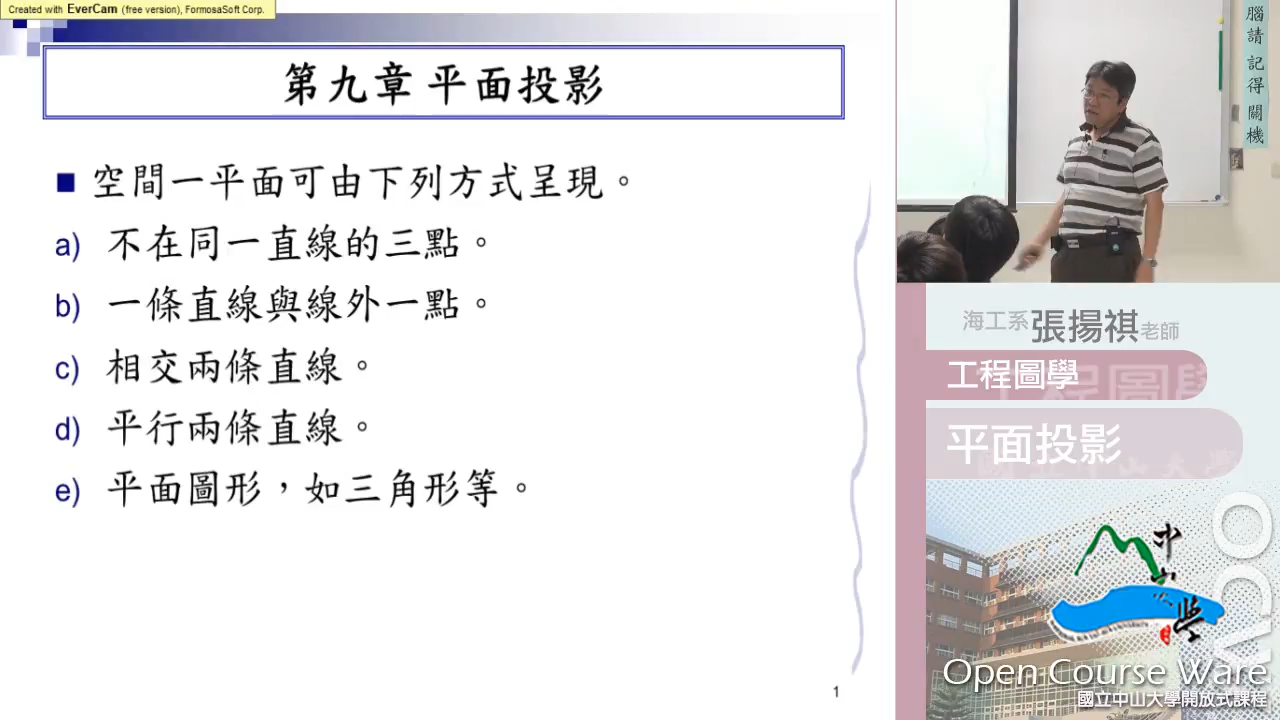 Created with EverCam (free version), FormosaSoft Corp.
第九章 平面投影
空間一平面可由下列方式呈現。
a) 不在同一直線的三點。
b) 一條直線與線外一點。
c) 相交兩條直線。
d) 平行兩條直線。
e) 平面圖形，如三角形等。
1
腦請記得關機
海工系張揚祺老師
工程圖學
平面投影
中山大學
Open Course Ware
國立中山大學開放式課程